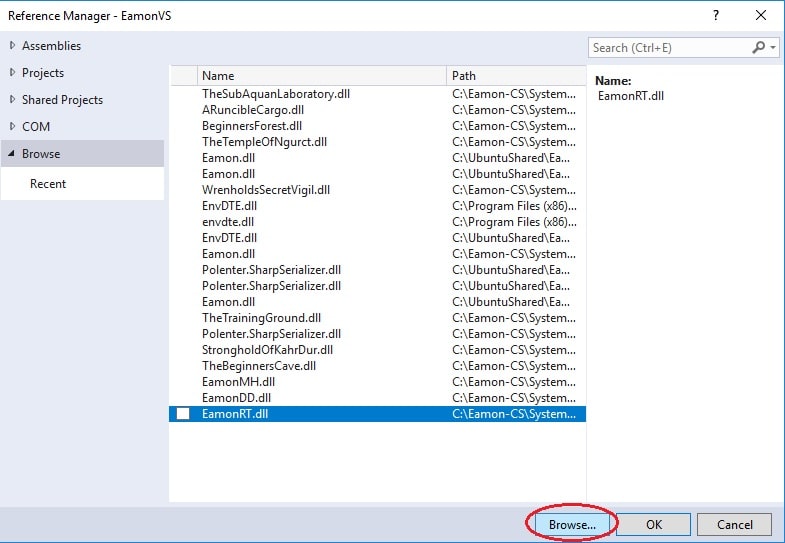 Reference Manager - EamonVS ?
Assemblies
Projects
Shared Projects
COM
Browse
Recent
Name Path
TheSubAquanLaboratory.dll C:\Eamon-CS\System...
ARuncibleCargo.dll C:\Eamon-CS\System...
BeginnersForest.dll C:\Eamon-CS\System...
TheTempleOfNgurct.dll C:\Eamon-CS\System...
Eamon.dll C:\UbuntuShared\Ea...
Eamon.dll C:\UbuntuShared\Ea...
WrenholdsSecretVigil.dll C:\Eamon-CS\System...
EnvDTE.dll C:\Program Files (x86)...
envdte.dll C:\Program Files (x86)...
EnvDTE.dll C:\UbuntuShared\Ea...
Eamon.dll C:\Eamon-CS\System...
Polenter.SharpSerializer.dll C:\UbuntuShared\Ea...
Polenter.SharpSerializer.dll C:\UbuntuShared\Ea...
Eamon.dll C:\UbuntuShared\Ea...
TheTrainingGround.dll C:\Eamon-CS\System...
Polenter.SharpSerializer.dll C:\Eamon-CS\System...
StrongholdOfKahrDur.dll C:\Eamon-CS\System...
TheBeginnersCave.dll C:\Eamon-CS\System...
EamonMH.dll C:\Eamon-CS\System...
EamonDD.dll C:\Eamon-CS\System...
EamonRT.dll C:\Eamon-CS\System...
Search (Ctrl+E)
Name:
EamonRT.dll
Browse... OK Cancel